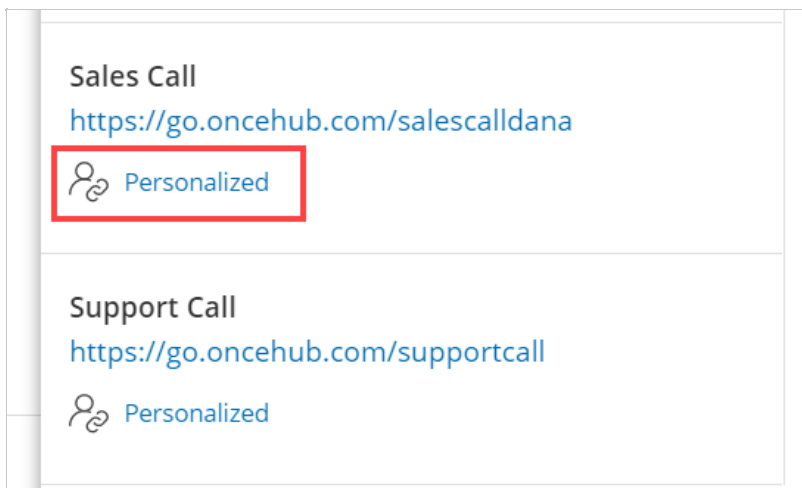 Sales Call
https://go.oncehub.com/salescalldana
Personalized
Support Call
https://go.oncehub.com/supportcall
Personalized